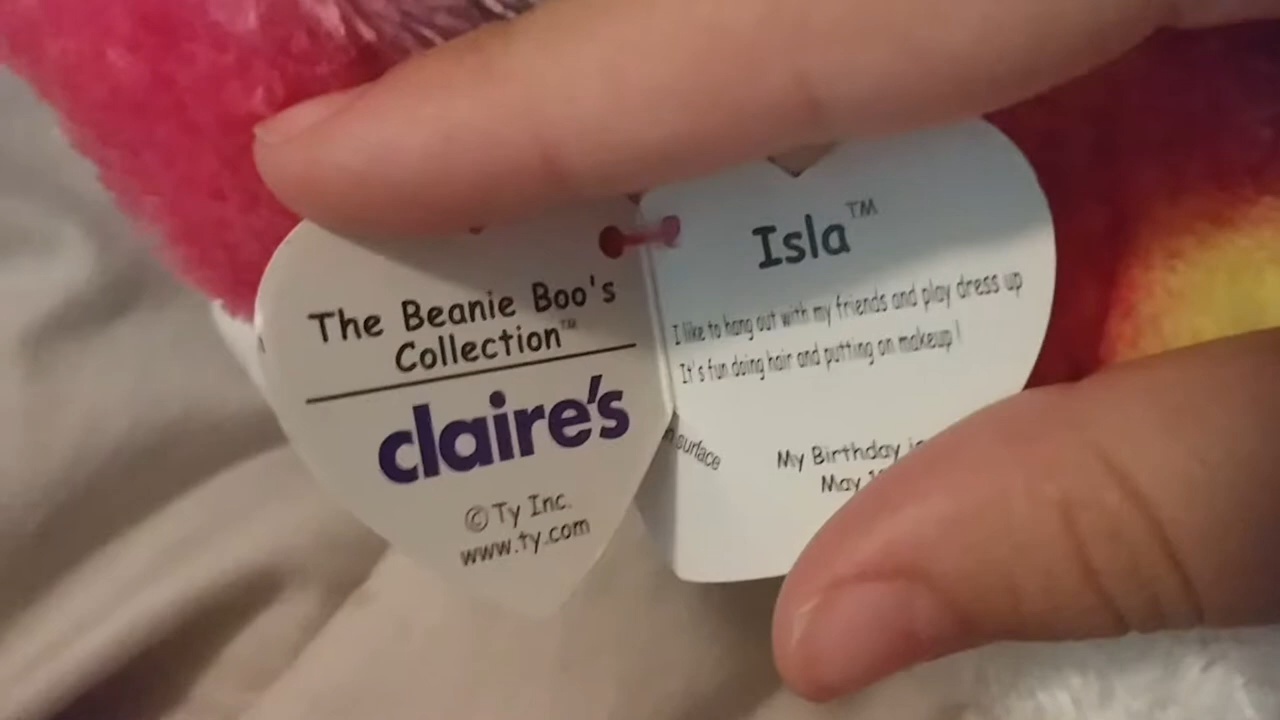 The Beanie Boo's
Collection™
claire's
© Ty Inc.
www.ty.com
Isla™
I like to hang out with my friends and play dress up
It's fun doing hair and putting on makeup !
surface
My Birthday
May